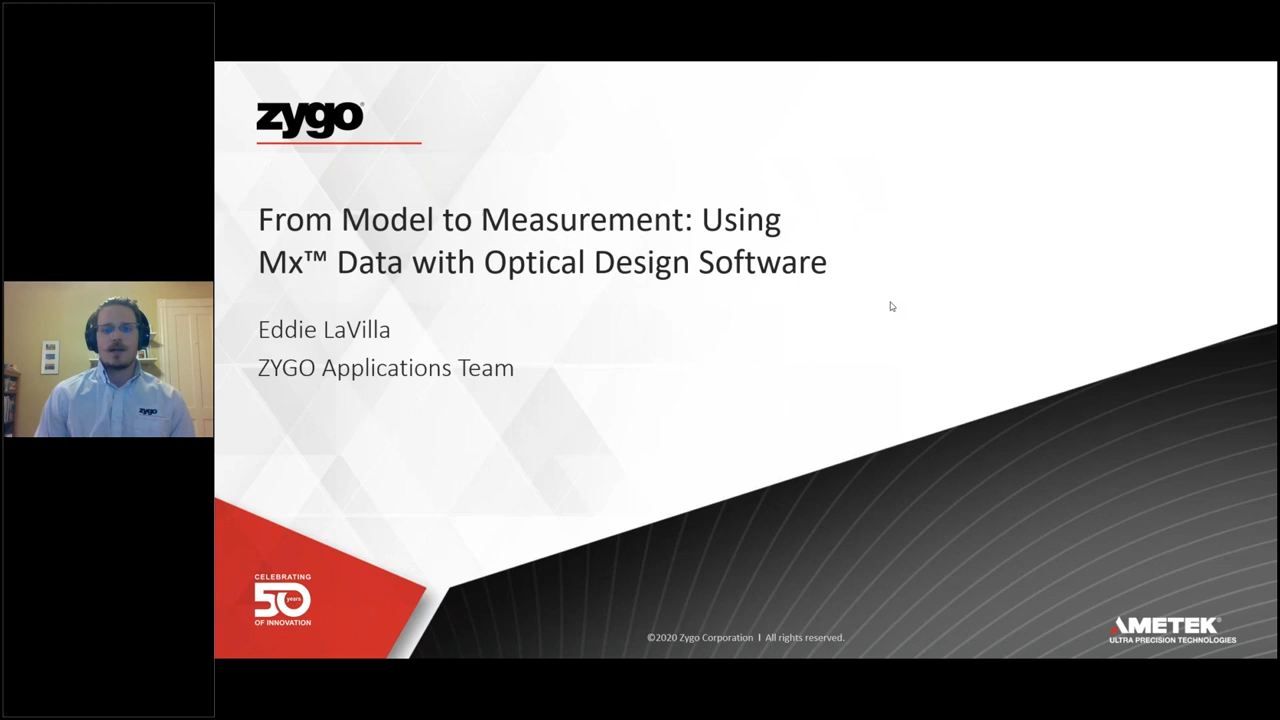 zygo
From Model to Measurement: Using
Mx™ Data with Optical Design Software
Eddie LaVilla
ZYGO Applications Team
zygo
CELEBRATING
50 years
OF INNOVATION
©2020 Zygo Corporation I All rights reserved.
AMETEK®
ULTRA PRECISION TECHNOLOGIES